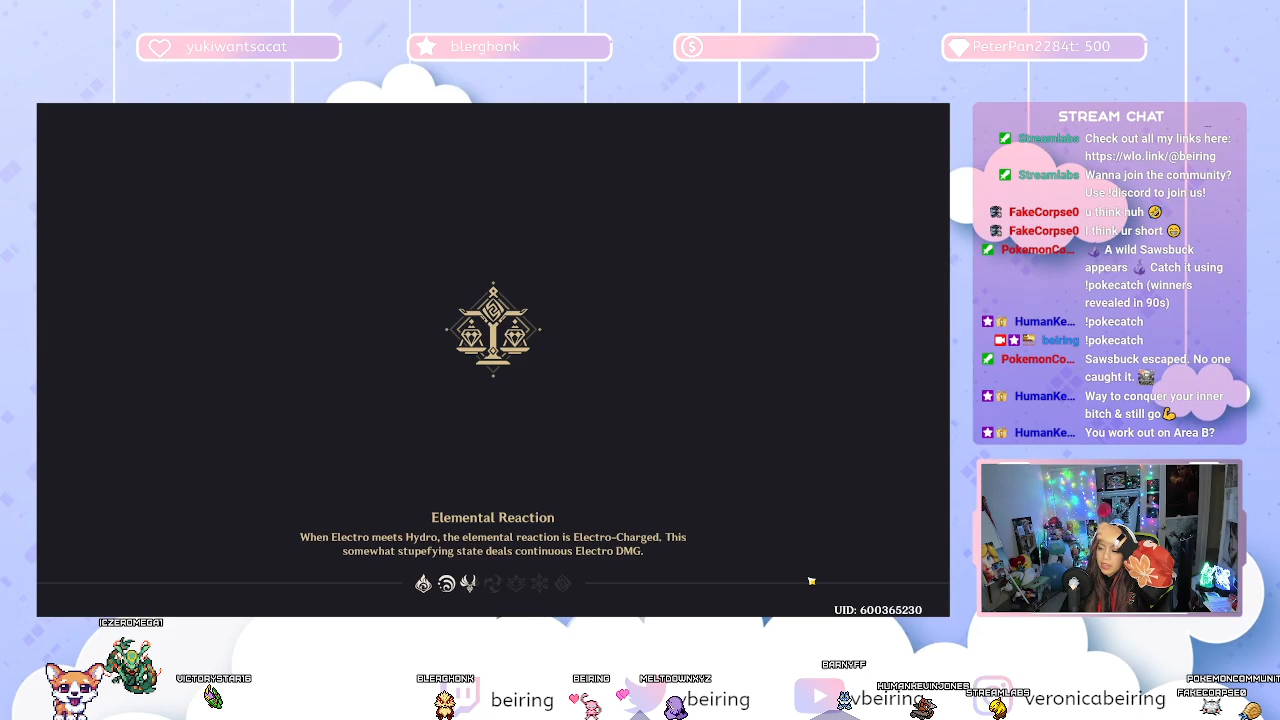 yukiwantsacat
blerghonk
PeterPan2284t: 500
STREAM CHAT
Streamlabs Check out all my links here:
https://wlo.link/@beiring
Streamlabs Wanna join the community?
Use !discord to join us!
FakeCorpse0 u think huh
FakeCorpse0 I think ur short
PokemonCo... A wild Sawsbuck
appears Catch it using
!pokecatch (winners
revealed in 90s)
HumanKe... !pokecatch
beiring !pokecatch
PokemonCo... Sawsbuck escaped. No one
caught it.
HumanKe... Way to conquer your inner
bitch & still go
HumanKe... You work out on Area B?
Elemental Reaction
When Electro meets Hydro, the elemental reaction is Electro-Charged. This
somewhat stupefying state deals continuous Electro DMG.
UID: 600365230
ICZEROMEGA1
VICTORYSTAR16
BLERGHONK
BEIRING
MELTDOWNXYZ
BARNYFF
HUMANKEVINJONES
STREAMLABS
POKEMONCOMMUNIT
FAKECORPSE0
beiring
vbeiring
vbeiring
veronicabeiring